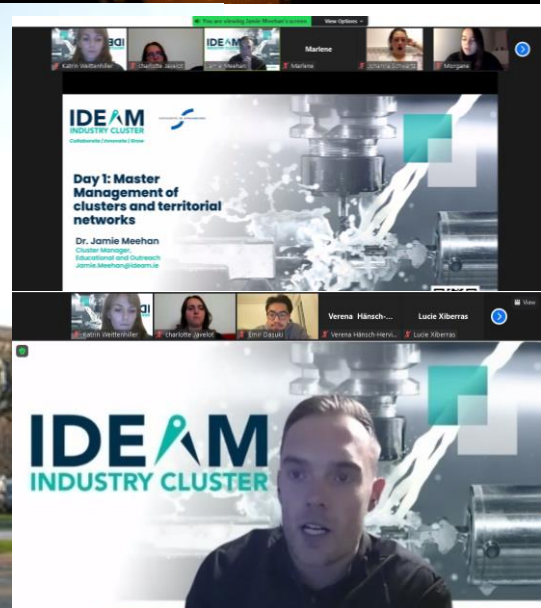 You are viewing Jamie Meehan's screen
View Options
Katrin Weittenhiller
Charlotte Javelot
Jamie Meehan
Marlene
Marlene
Johanna Schwartz
Morgane
IDEAM
INDUSTRY CLUSTER
Collaborate | Innovate | Grow
Day 1: Master
Management of
clusters and territorial
networks
Dr. Jamie Meehan
Cluster Manager,
Educational and Outreach
Jamie.Meehan@ideam.ie
View
Katrin Weittenhiller
Charlotte Javelot
Emir Dasuki
Verena Hänsch-...
Verena Hänsch-Hervi...
Lucie Xiberras
Lucie Xiberras
IDEAM
INDUSTRY CLUSTER